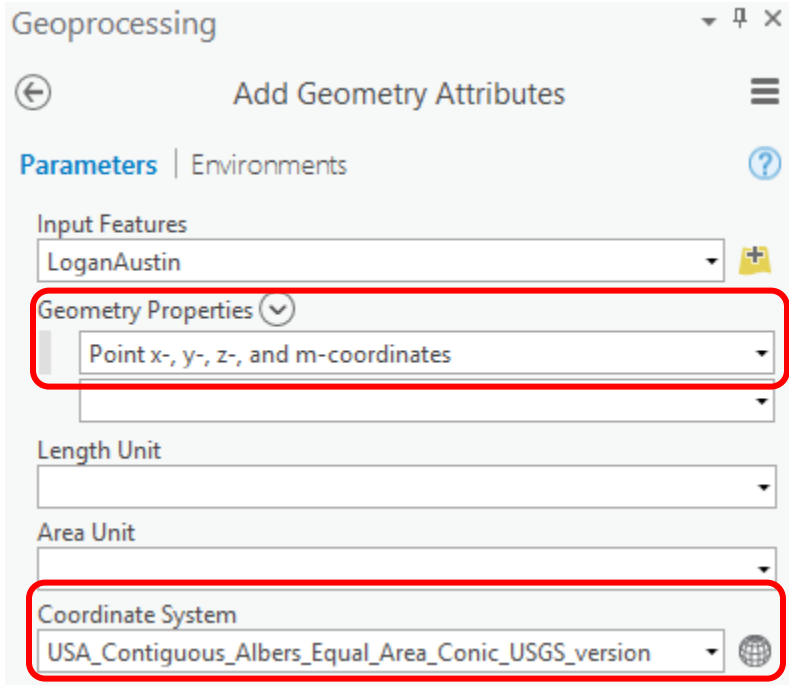 Geoprocessing
Add Geometry Attributes
Parameters | Environments
Input Features
LoganAustin
Geometry Properties
Point x-, y-, z-, and m-coordinates
Length Unit
Area Unit
Coordinate System
USA_Contiguous_Albers_Equal_Area_Conic_USGS_version